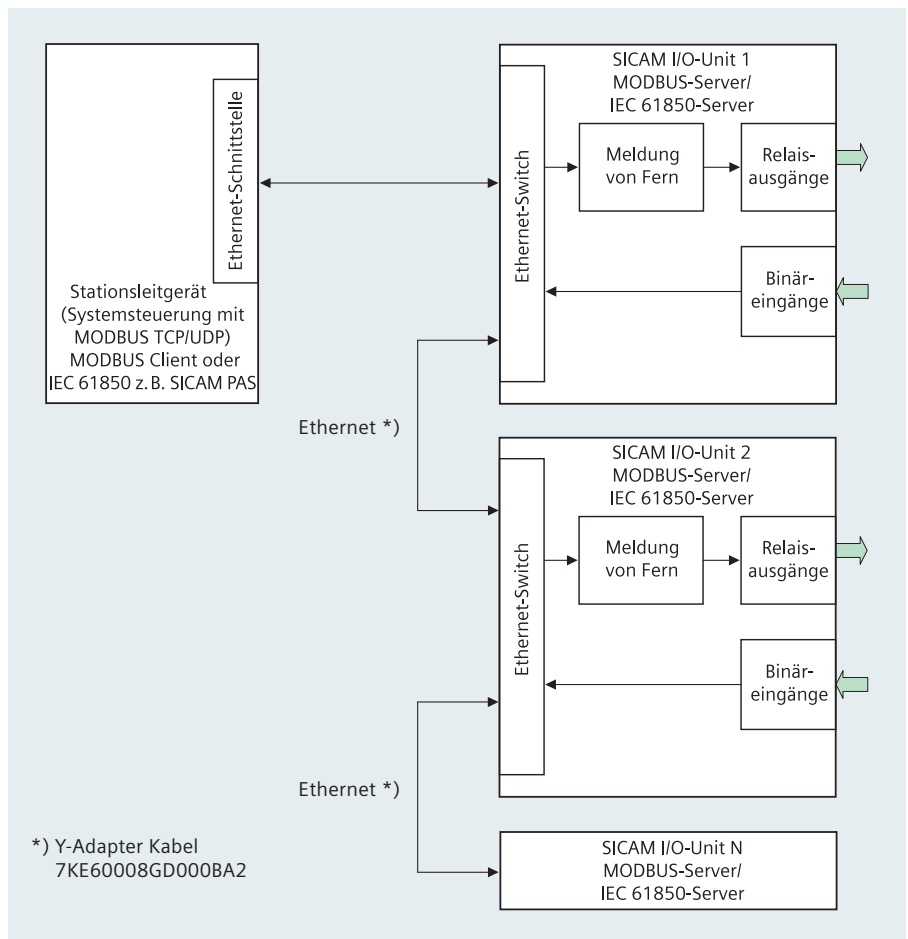 Ethernet-Schnittstelle
Stationsleitgerät
(Systemsteuerung mit
MODBUS TCP/UDP)
MODBUS Client oder
IEC 61850 z. B. SICAM PAS
SICAM I/O-Unit 1
MODBUS-Server/
IEC 61850-Server
Ethernet-Switch
Meldung
von Fern
Relais-
ausgänge
Binär-
eingänge
Ethernet *)
SICAM I/O-Unit 2
MODBUS-Server/
IEC 61850-Server
Ethernet-Switch
Meldung
von Fern
Relais-
ausgänge
Binär-
eingänge
Ethernet *)
SICAM I/O-Unit N
MODBUS-Server/
IEC 61850-Server
*) Y-Adapter Kabel
7KE60008GD000BA2